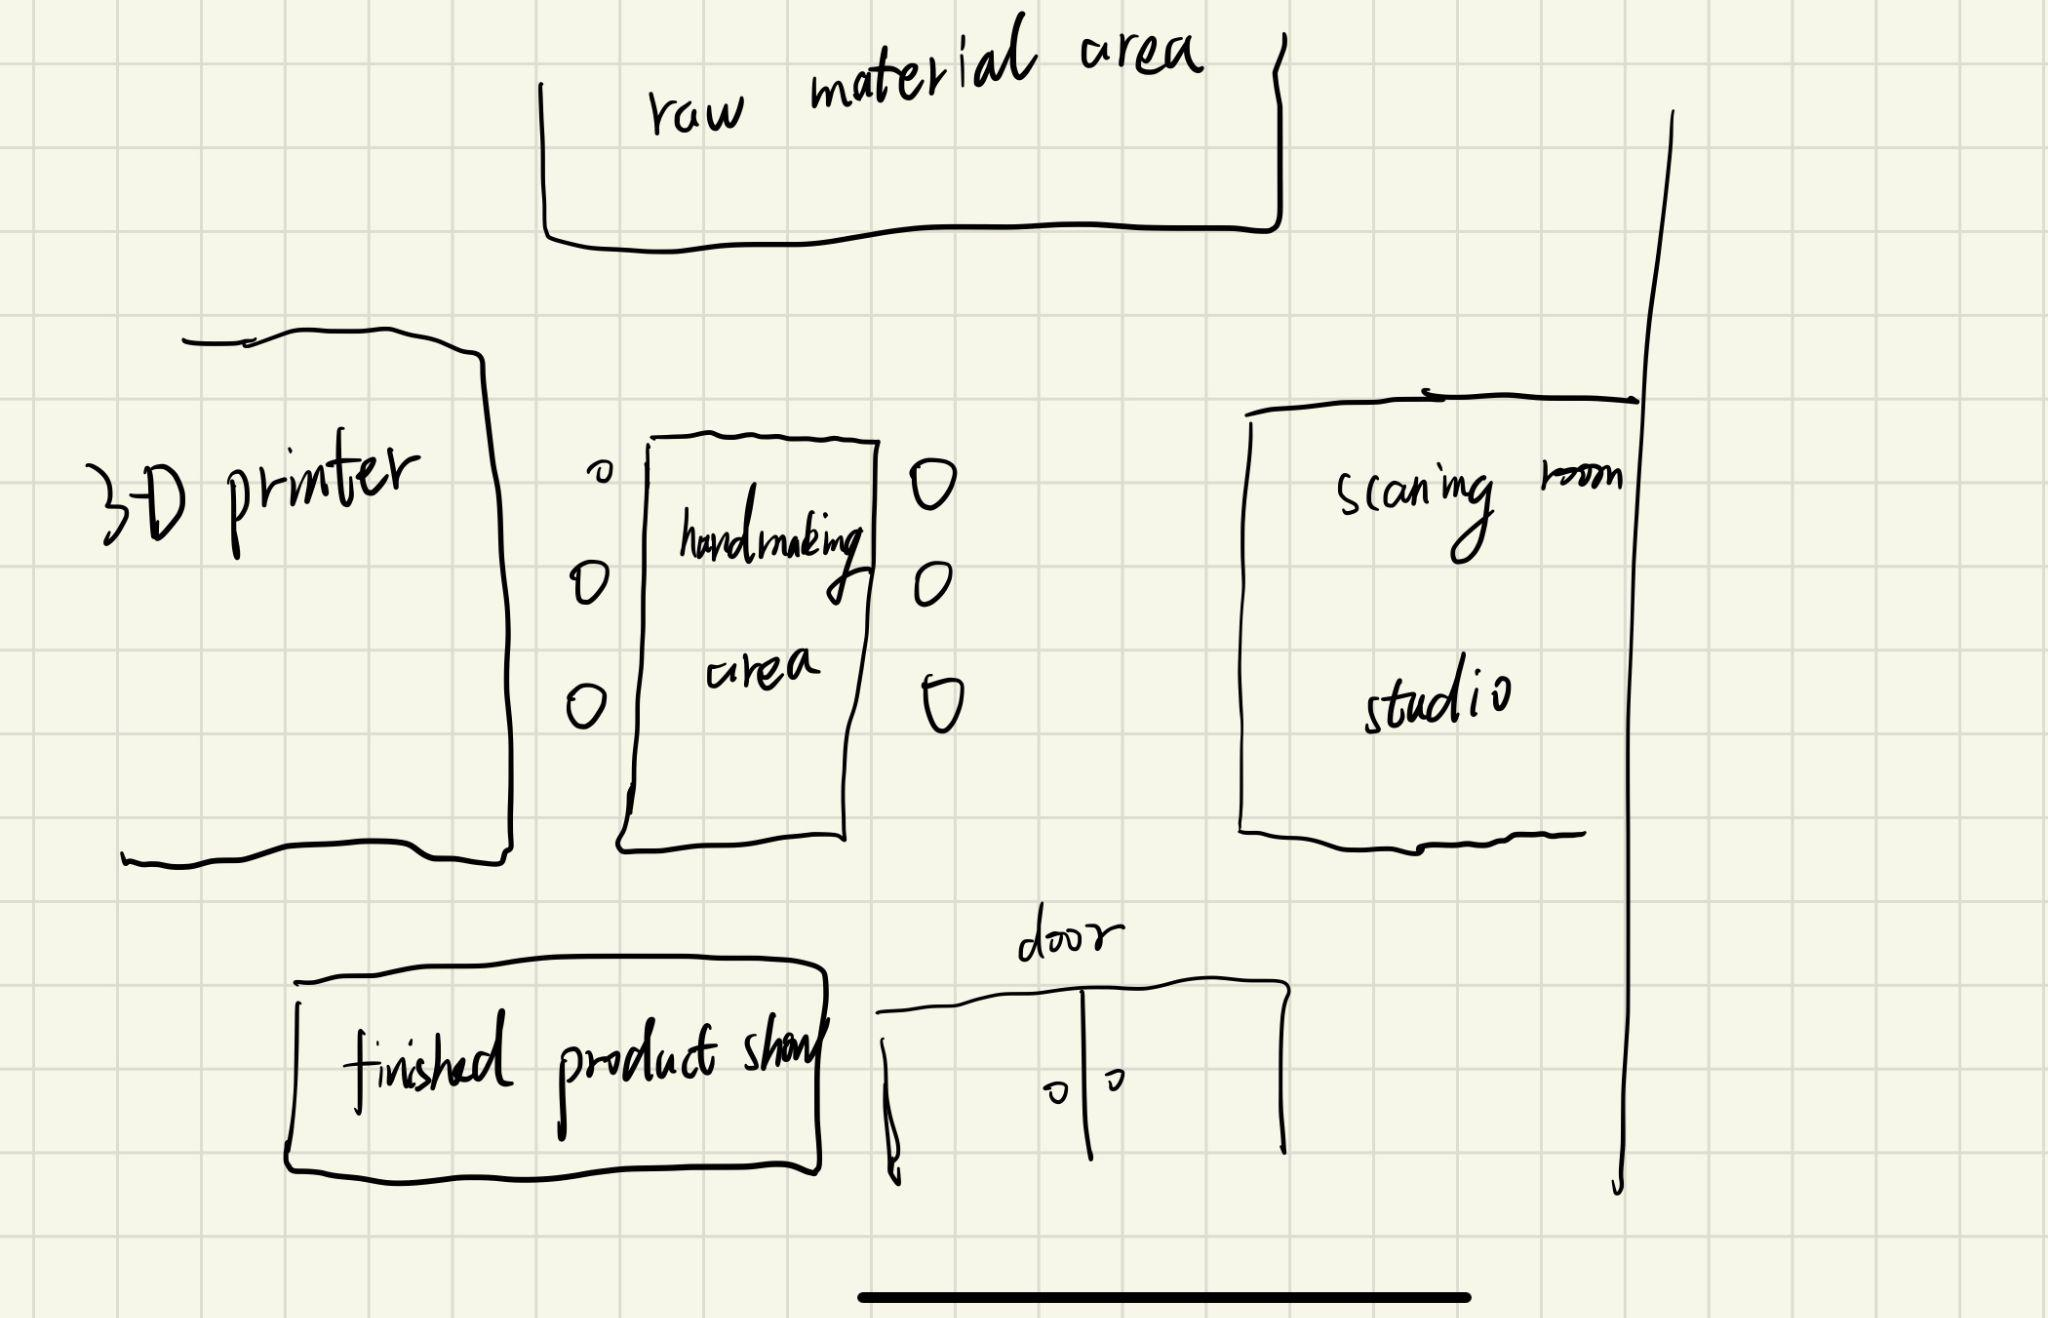 raw material area
3-D printer
handmaking
area
scaning room
studio
door
finished product show